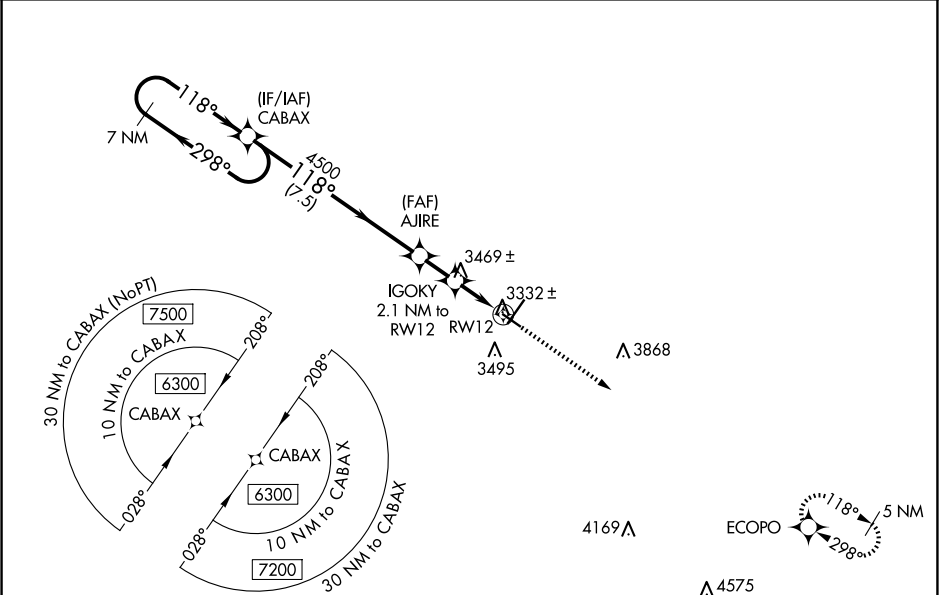 118°
(IF/IAF)
CABAX
7 NM
298°
4500
118°
(7.5)
(FAF)
AJIRE
3469 ±
IGOKY
2.1 NM to
RW12
3332 ±
RW12
3495
3868
30 NM to CABAX (NoPT)
7500
208°
10 NM to CABAX
6300
CABAX
028°
208°
CABAX
6300
10 NM to CABAX
028°
7200
30 NM to CABAX
4169
ECOPO
118°
5 NM
298°
4575